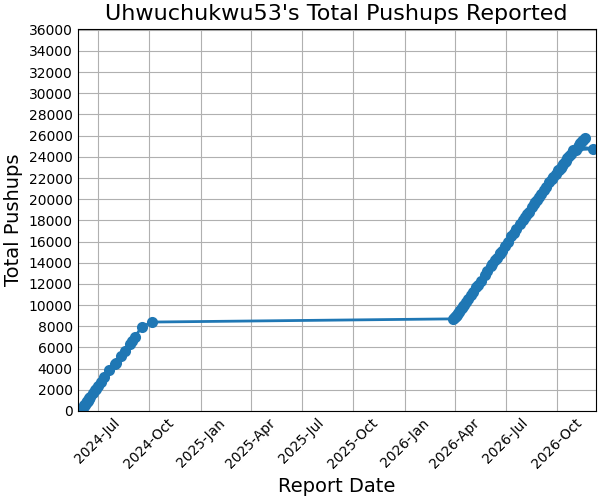 Uhwuchukwu53's Total Pushups Reported
36000
34000
32000
30000
28000
26000
24000
22000
20000
18000
16000
14000
12000
10000
8000
6000
4000
2000
0
Total Pushups
2024-Jul
2024-Oct
2025-Jan
2025-Apr
2025-Jul
2025-Oct
2026-Jan
2026-Apr
2026-Jul
2026-Oct
Report Date